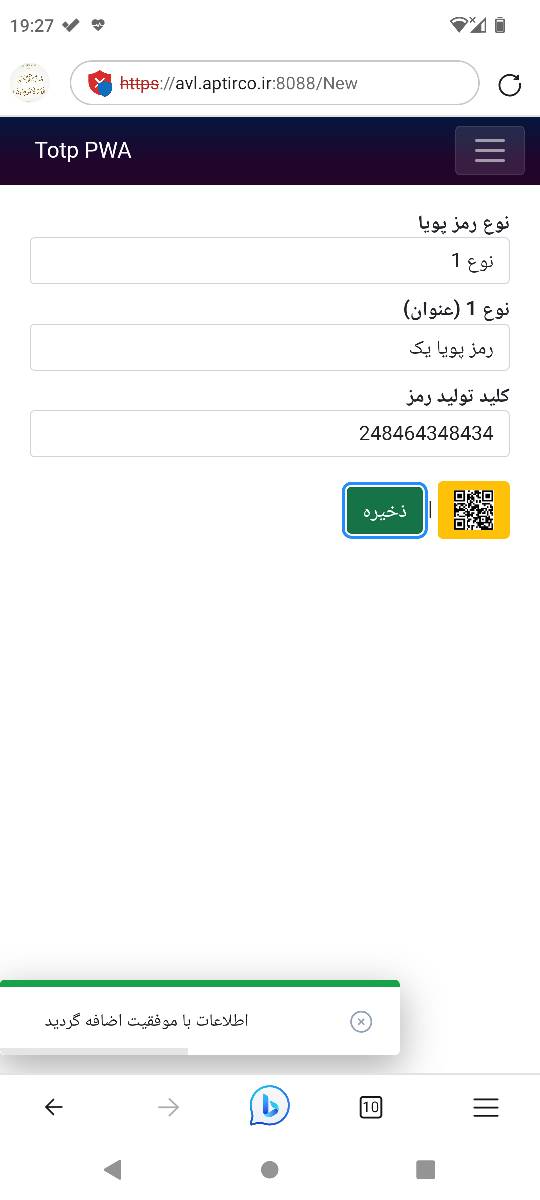 19:27
https://avl.aptirco.ir:8088/New
Totp PWA
نوع رمز پویا
نوع 1
نوع 1 (عنوان)
رمز پویا یک
کلید تولید رمز
248464348434
| ذخیره
اطلاعات با موفقیت اضافه گردید
10